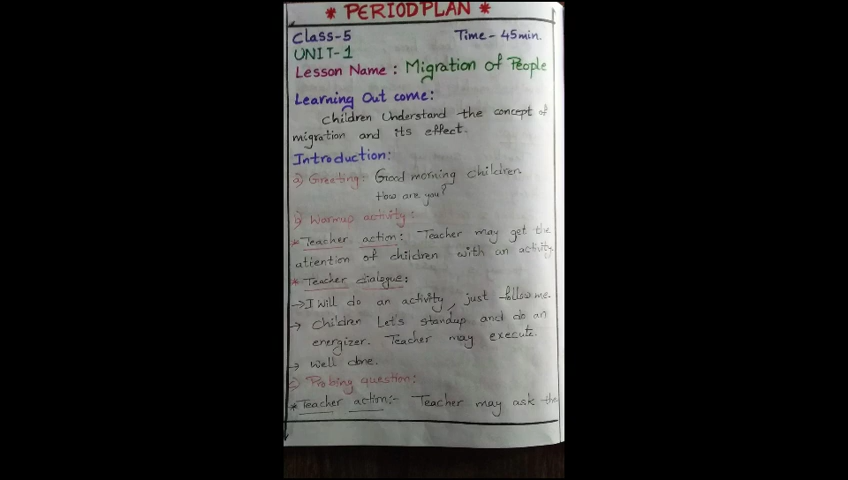 * PERIOD PLAN *
Class-5 Time - 45min.
UNIT-1
Lesson Name : Migration of People
Learning Out come:
Children Understand the concept of
migration and its effect.
Introduction:
a) Greeting: Good morning children
How are you?
b) Warmup activity:
* Teacher action: Teacher may get the
attention of children with an activity
* Teacher dialogue:
→ I will do an activity, just follow me.
→ Children Let's standup and do an
energizer. Teacher may execute.
→ Well done.
c) Probing question:
* Teacher action:- Teacher may ask the